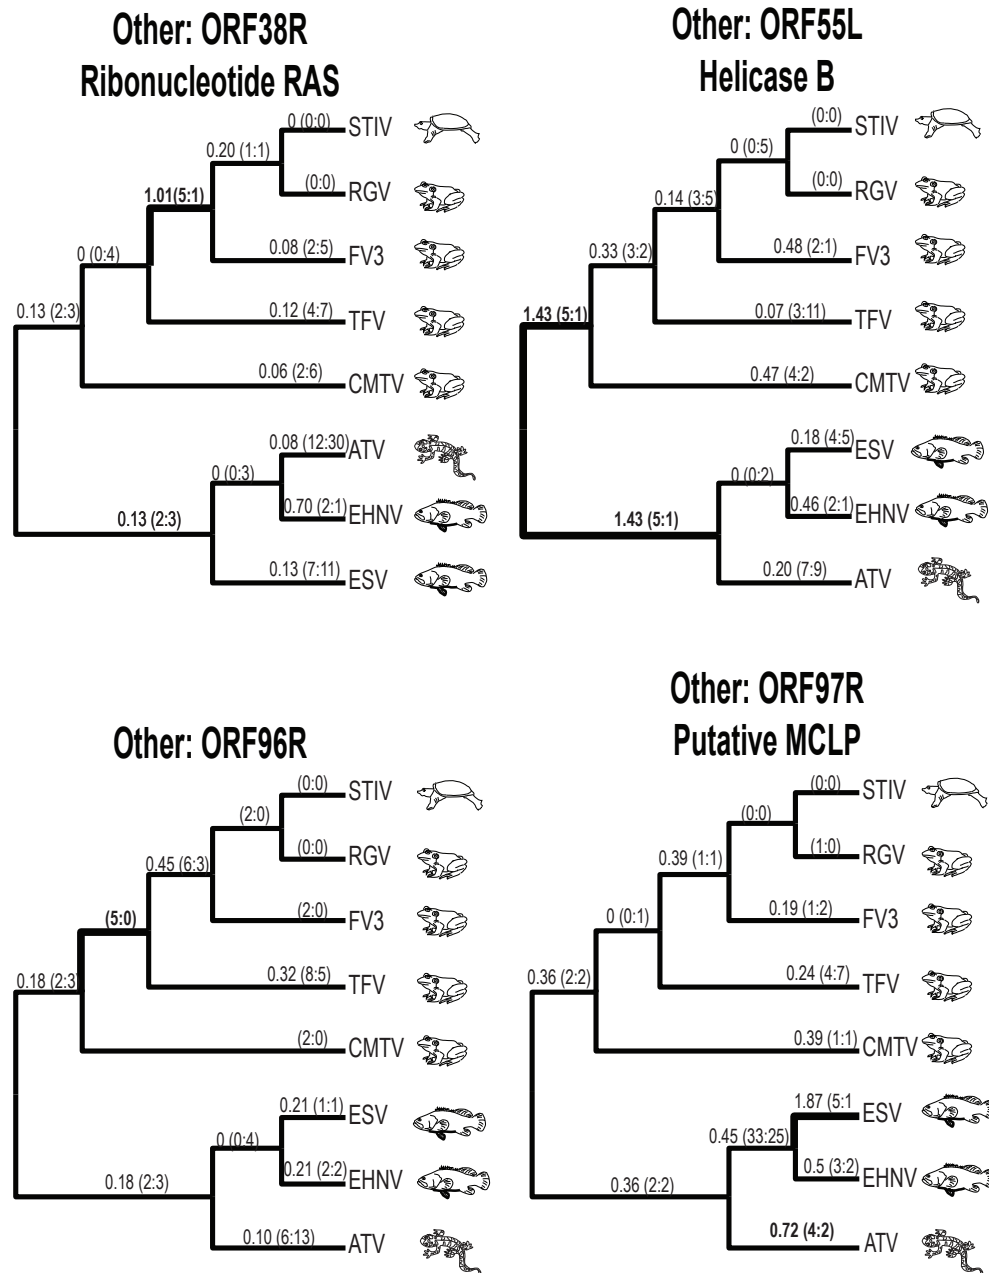 Other: ORF38R
Ribonucleotide RAS
0 (0:0)
STIV
0.20 (1:1)
(0:0)
RGV
1.01(5:1)
0.08 (2:5)
FV3
0 (0:4)
0.12 (4:7)
TFV
0.13 (2:3)
0.06 (2:6)
CMTV
0.08 (12:30)
ATV
0 (0:3)
0.70 (2:1)
EHNV
0.13 (2:3)
0.13 (7:11)
ESV
Other: ORF55L
Helicase B
(0:0)
STIV
0 (0:5)
(0:0)
RGV
0.14 (3:5)
0.48 (2:1)
FV3
0.33 (3:2)
0.07 (3:11)
TFV
1.43 (5:1)
0.47 (4:2)
CMTV
0.18 (4:5)
ESV
0 (0:2)
0.46 (2:1)
EHNV
1.43 (5:1)
0.20 (7:9)
ATV
Other: ORF96R
(0:0)
STIV
(2:0)
(0:0)
RGV
0.45 (6:3)
(2:0)
FV3
(5:0)
0.32 (8:5)
TFV
0.18 (2:3)
(2:0)
CMTV
0.21 (1:1)
ESV
0 (0:4)
0.21 (2:2)
EHNV
0.18 (2:3)
0.10 (6:13)
ATV
Other: ORF97R
Putative MCLP
(0:0)
STIV
(0:0)
(1:0)
RGV
0.39 (1:1)
0.19 (1:2)
FV3
0 (0:1)
0.24 (4:7)
TFV
0.36 (2:2)
0.39 (1:1)
CMTV
1.87 (5:1
ESV
0.45 (33:25)
0.5 (3:2)
EHNV
0.36 (2:2)
0.72 (4:2)
ATV